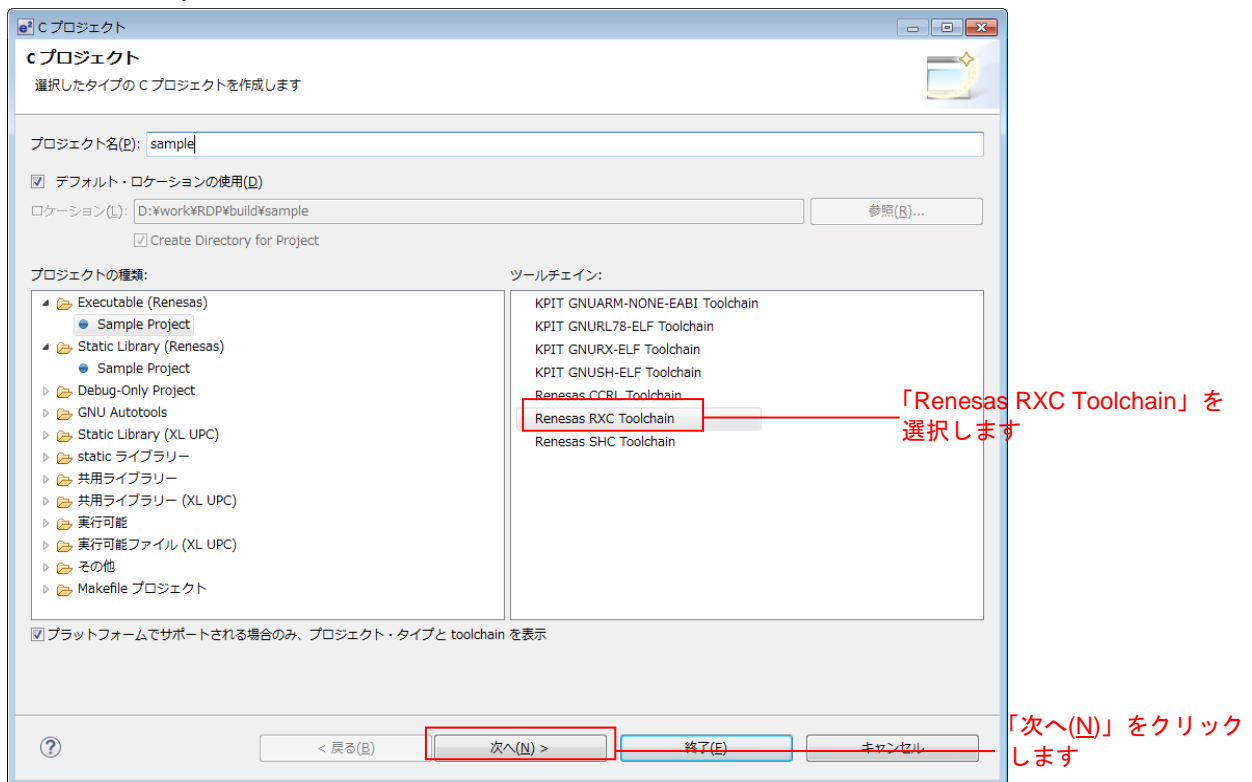 C プロジェクト
C プロジェクト
選択したタイプの C プロジェクトを作成します
プロジェクト名(P): sample
デフォルト・ロケーションの使用(D)
ロケーション(L): D:¥work¥RDP¥build¥sample 参照(R)...
Create Directory for Project
プロジェクトの種類:
Executable (Renesas)
Sample Project
Static Library (Renesas)
Sample Project
Debug-Only Project
GNU Autotools
Static Library (XL UPC)
static ライブラリー
共用ライブラリー
共用ライブラリー (XL UPC)
実行可能
実行可能ファイル (XL UPC)
その他
Makefile プロジェクト
ツールチェイン:
KPIT GNUARM-NONE-EABI Toolchain
KPIT GNURL78-ELF Toolchain
KPIT GNURX-ELF Toolchain
KPIT GNUSH-ELF Toolchain
Renesas CCRL Toolchain
Renesas RXC Toolchain
Renesas SHC Toolchain
「Renesas RXC Toolchain」を
選択します
プラットフォームでサポートされる場合のみ、プロジェクト・タイプと toolchain を表示
< 戻る(B) 次へ(N) > 終了(F) キャンセル
「次へ(N)」をクリック
します